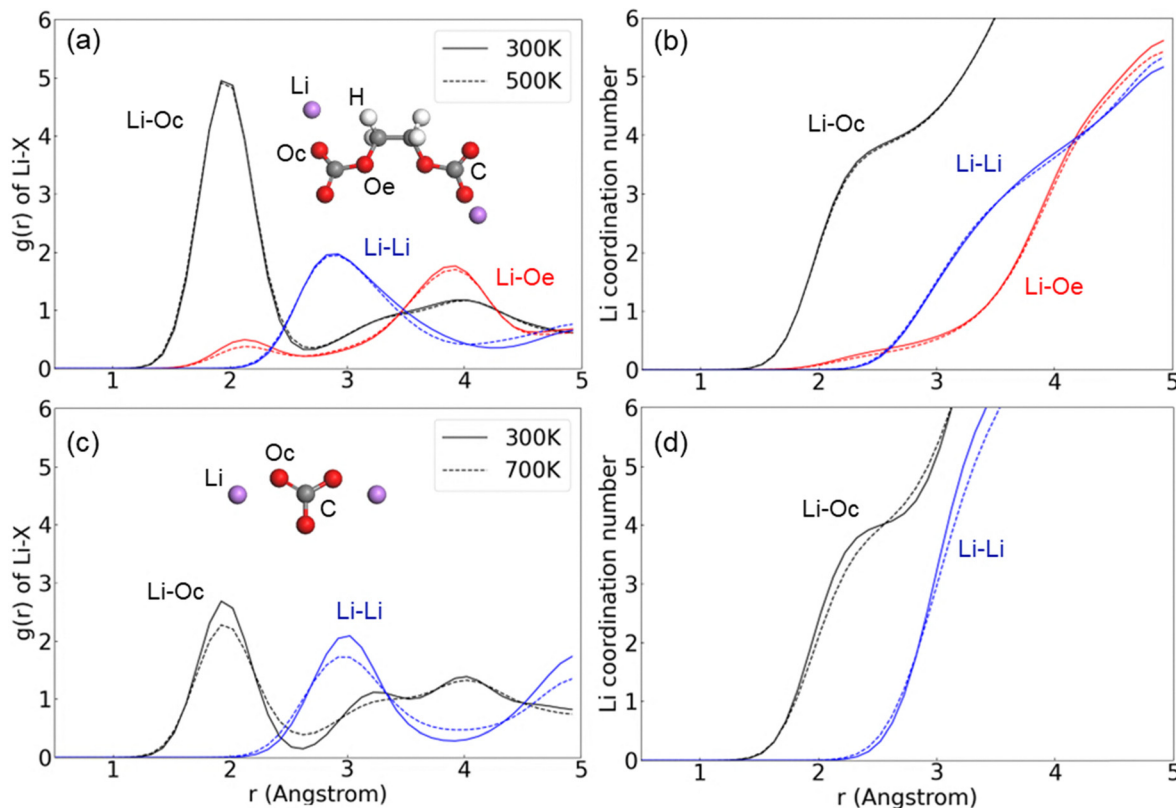 (a)
300K
500K
Li
H
Li-Oc
Oc
Oe
C
Li-Li
Li-Oe
g(r) of Li-X
6
5
4
3
2
1
0
1
2
3
4
5
(b)
Li-Oc
Li-Li
Li-Oe
Li coordination number
6
5
4
3
2
1
0
1
2
3
4
5
(c)
300K
700K
Oc
Li
C
Li-Oc
Li-Li
g(r) of Li-X
6
5
4
3
2
1
0
1
2
3
4
5
r (Angstrom)
(d)
Li-Oc
Li-Li
Li coordination number
6
5
4
3
2
1
0
1
2
3
4
5
r (Angstrom)